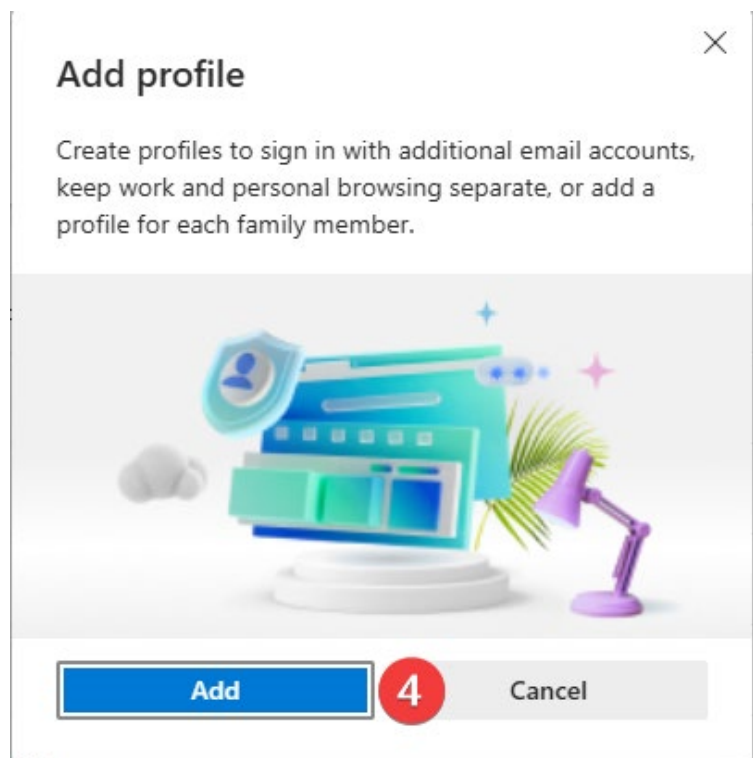 Add profile
Create profiles to sign in with additional email accounts,
keep work and personal browsing separate, or add a
profile for each family member.
Add
4
Cancel